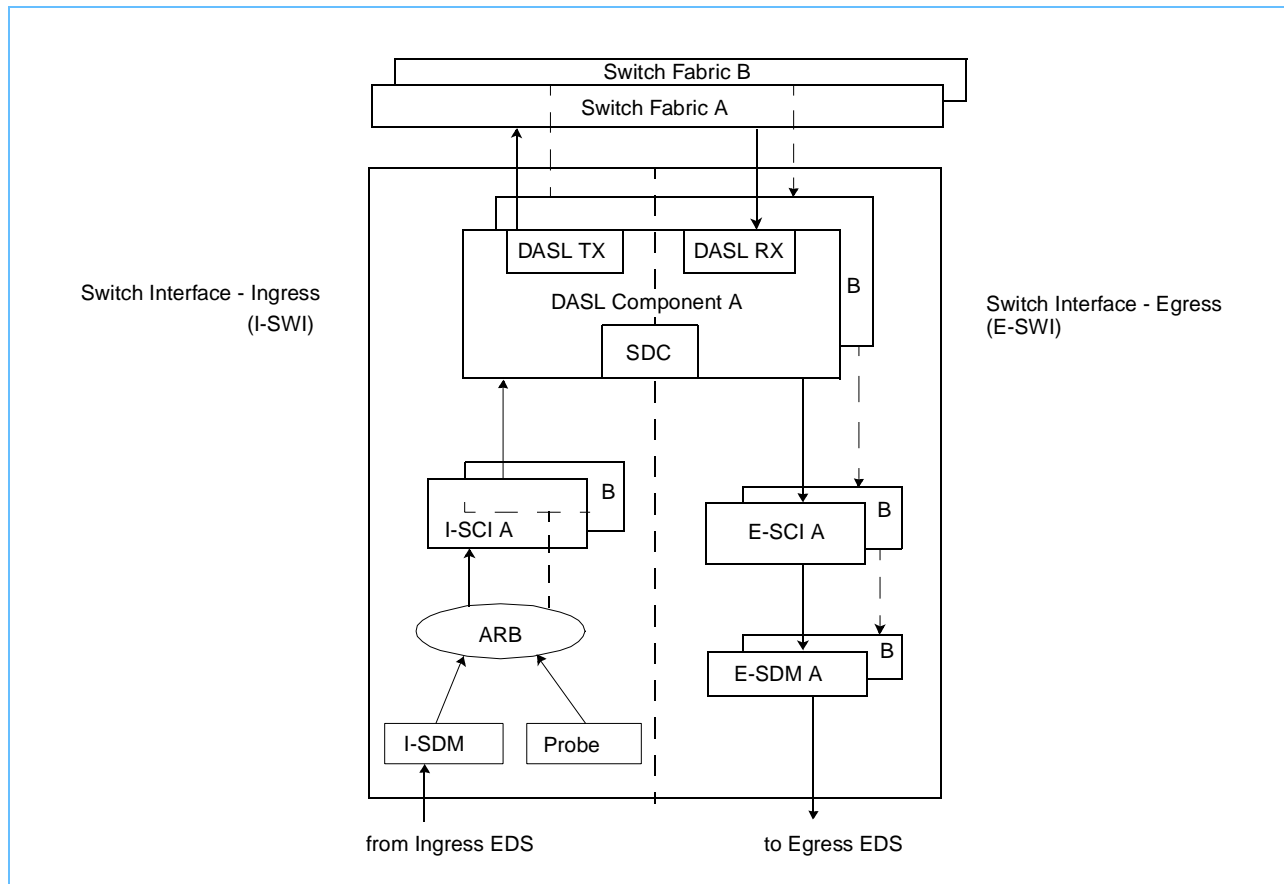 Switch Fabric B
Switch Fabric A
DASL TX
DASL RX
DASL Component A
B
SDC
Switch Interface - Ingress
(I-SWI)
Switch Interface - Egress
(E-SWI)
B
I-SCI A
B
E-SCI A
ARB
B
E-SDM A
I-SDM
Probe
from Ingress EDS
to Egress EDS